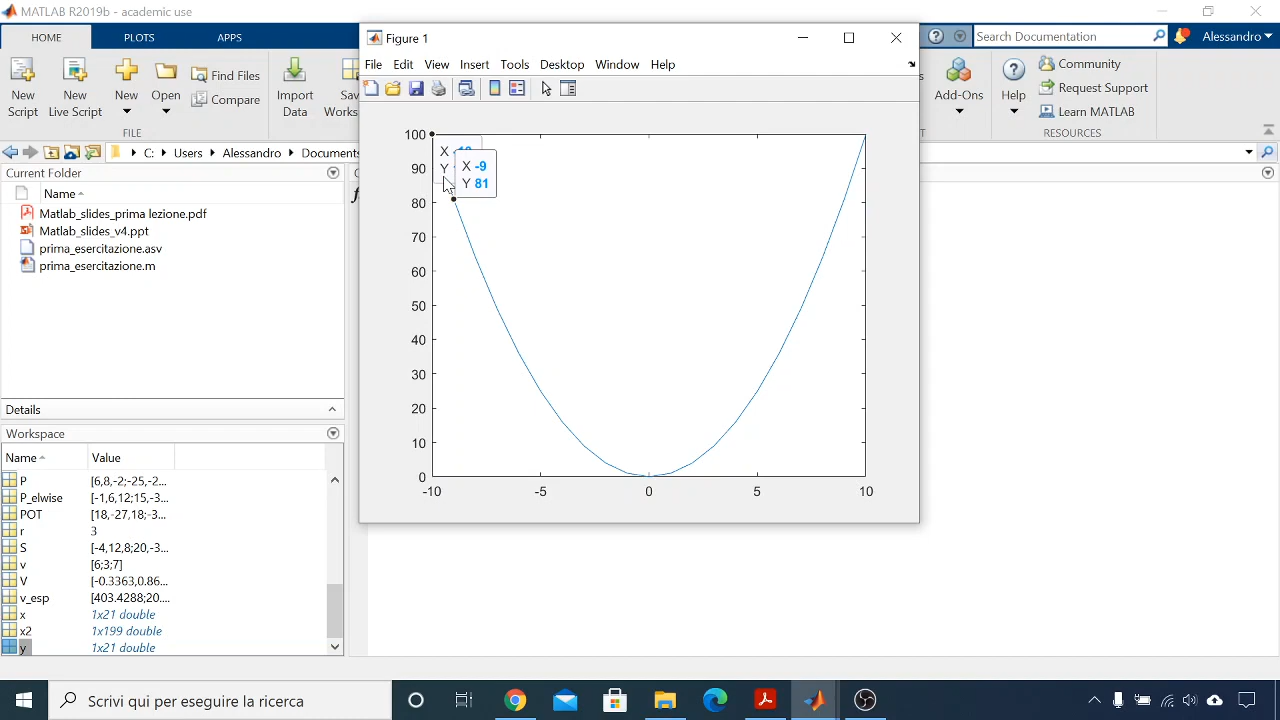 MATLAB R2019b - academic use
HOME PLOTS APPS
Search Documentation
Alessandro
New Script
New Live Script
New
Open
Find Files
Compare
Import Data
Add-Ons
Help
Community
Request Support
Learn MATLAB
FILE
RESOURCES
C: Users Alessandro Documents
Current Folder
Name
Matlab_slides_prima lezione.pdf
Matlab_slides_v4.ppt
prima_esercitazione.asv
prima_esercitazione.m
Details
Workspace
Name Value
P [6,8,-2;-25,-2...
P_elwise [-1,6,12;15,-3...
POT [18,-27,18;-3...
r 3
S [-4,12,8;20,-3...
v [6;3;7]
V [-0.3363,0.86...
v_esp [403.4288;20....
x 1x21 double
x2 1x199 double
y 1x21 double
Figure 1
File Edit View Insert Tools Desktop Window Help
100
90
80
70
60
50
40
30
20
10
0
-10 -5 0 5 10
X
Y
X -9
Y 81
Scrivi qui per eseguire la ricerca